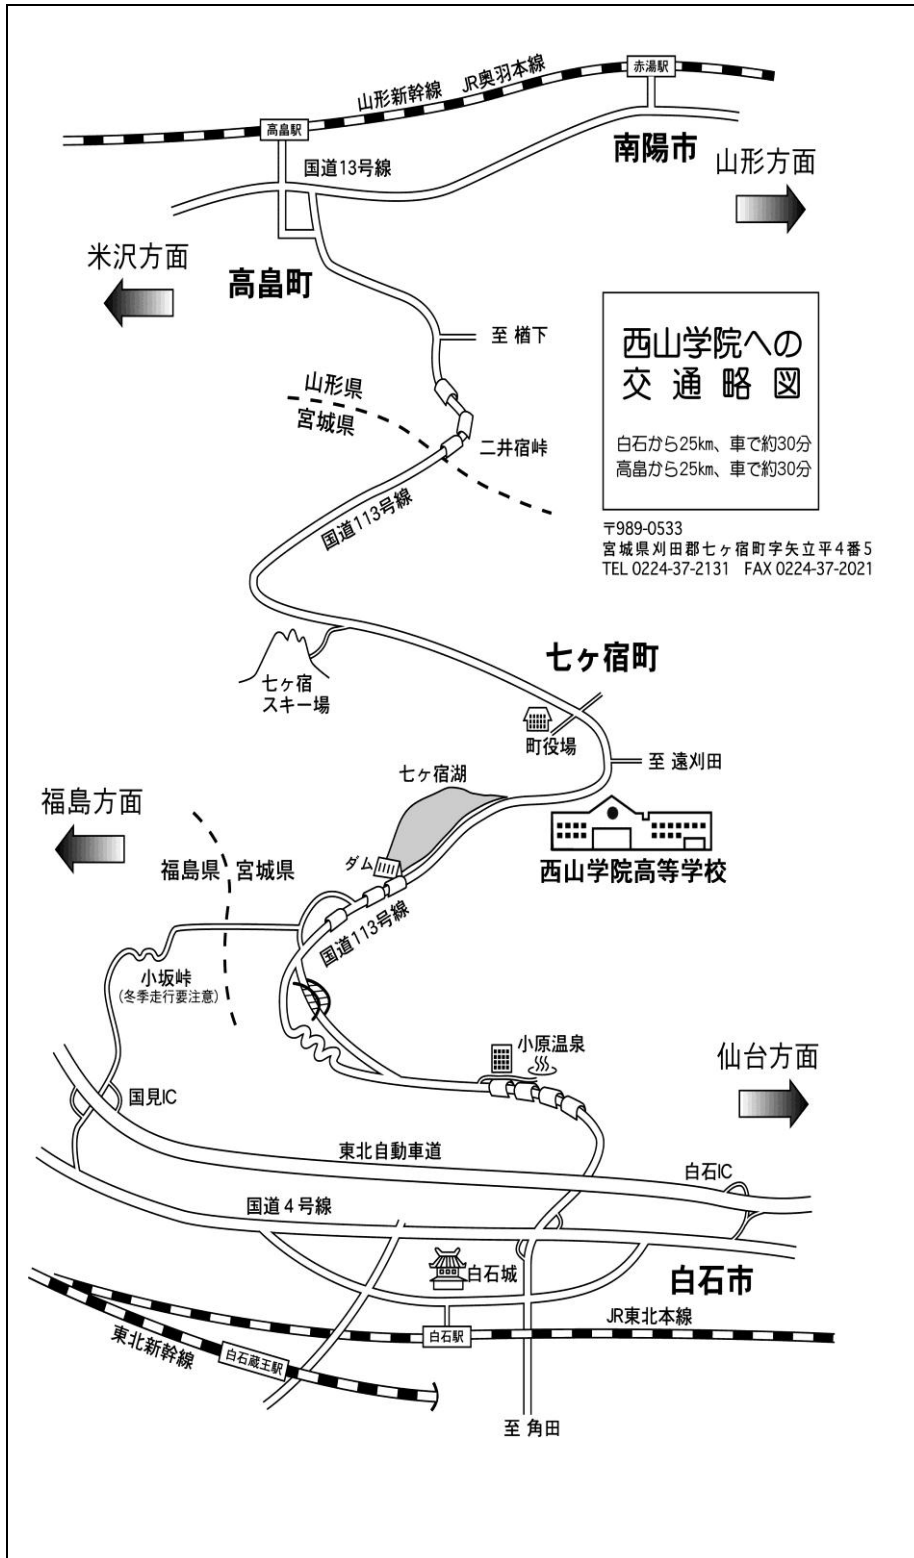 赤湯駅
山形新幹線　JR奥羽本線
高畠駅
南陽市
山形方面
国道13号線
米沢方面
高畠町
至 楢下
西山学院への
交通略図
白石から25km、車で約30分
高畠から25km、車で約30分
山形県
宮城県
二井宿峠
国道113号線
〒989-0533
宮城県刈田郡七ヶ宿町字矢立平4番5
TEL 0224-37-2131　FAX 0224-37-2021
七ヶ宿町
七ヶ宿
スキー場
町役場
至 遠刈田
七ヶ宿湖
福島方面
ダム
西山学院高等学校
福島県
宮城県
国道113号線
小坂峠
(冬季走行要注意)
小原温泉
仙台方面
国見IC
東北自動車道
白石IC
国道4号線
白石城
白石市
JR東北本線
白石駅
東北新幹線
白石蔵王駅
至 角田